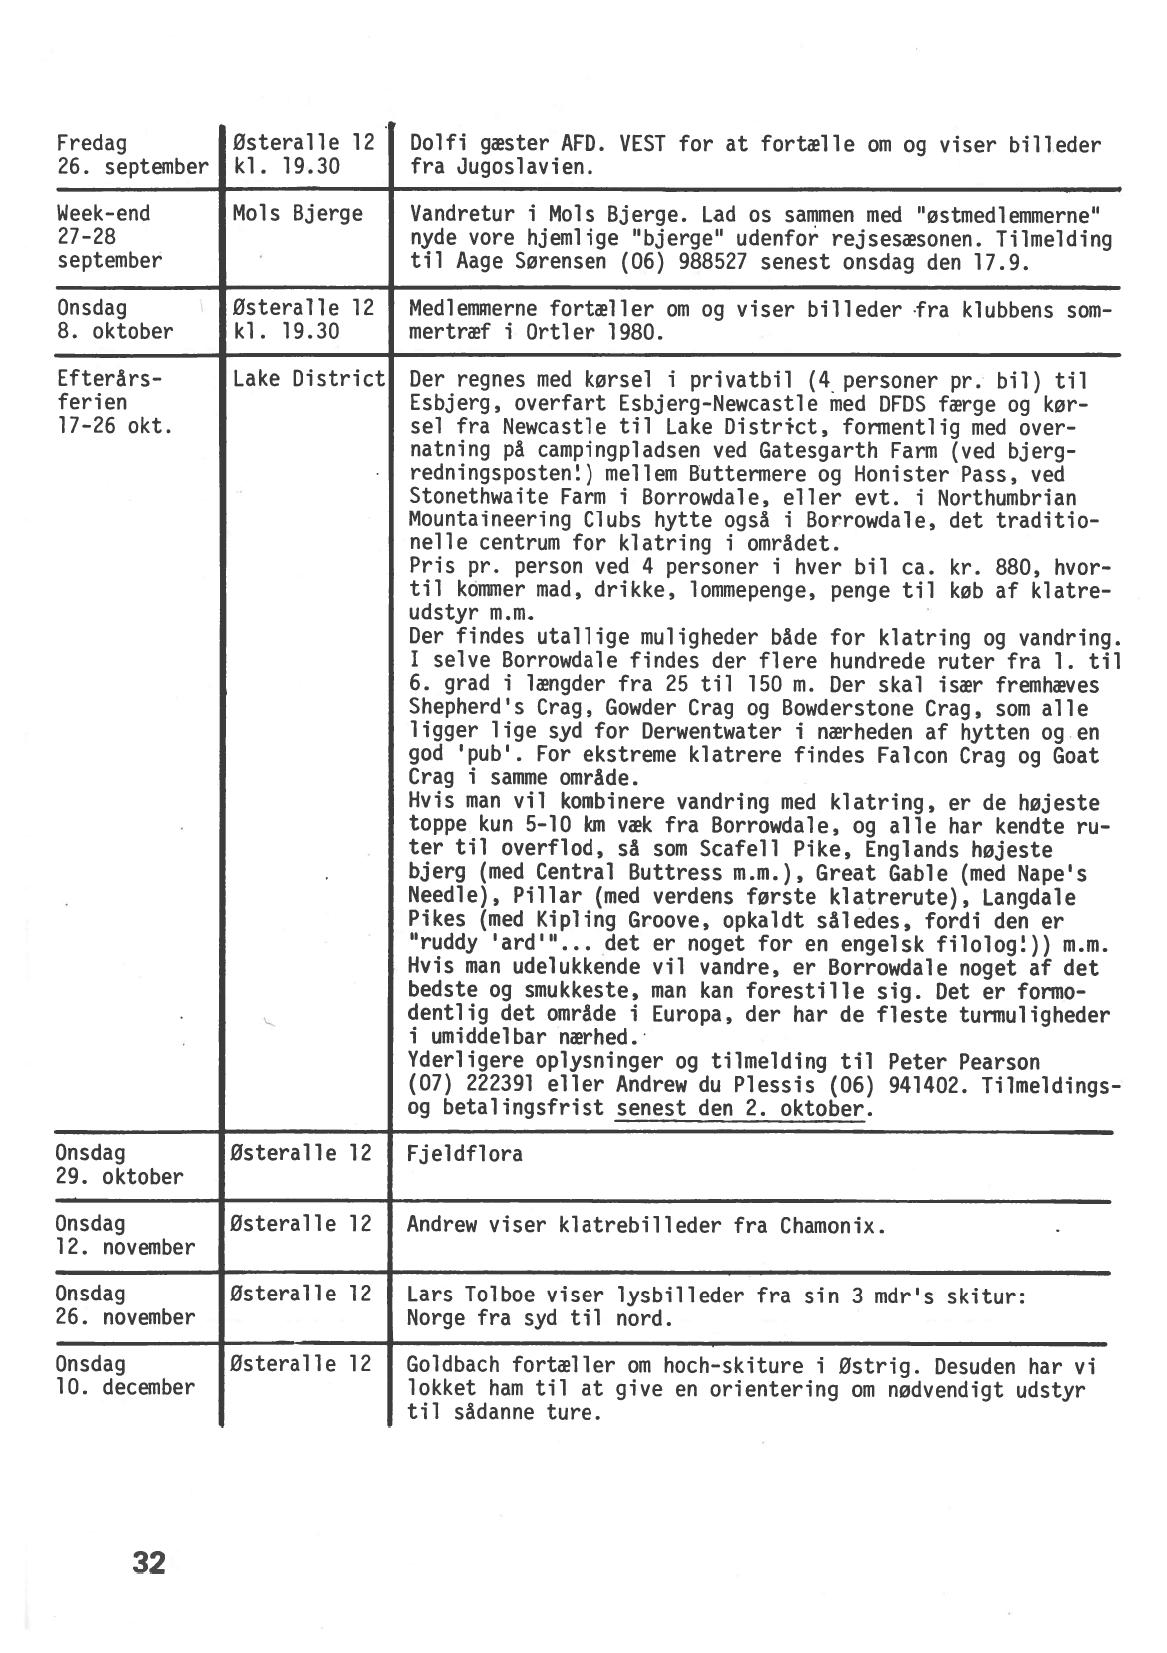 Fredag
26. september
Østeralle 12
kl. 19.30
Dolfi gæster AFD. VEST for at fortælle om og viser billeder
fra Jugoslavien.
Week-end
27-28
september
Mols Bjerge
Vandretur i Mols Bjerge. Lad os sammen med "østmedlemmerne"
nyde vore hjemlige "bjerge" udenfor rejsesæsonen. Tilmelding
til Aage Sørensen (06) 988527 senest onsdag den 17.9.
Onsdag
8. oktober
Østeralle 12
kl. 19.30
Medlemmerne fortæller om og viser billeder fra klubbens som-
mertræf i Ortler 1980.
Efterårs-
ferien
17-26 okt.
Lake District
Der regnes med kørsel i privatbil (4 personer pr. bil) til
Esbjerg, overfart Esbjerg-Newcastle med DFDS færge og kør-
sel fra Newcastle til Lake District, formentlig med over-
natning på campingpladsen ved Gatesgarth Farm (ved bjerg-
redningsposten!) mellem Buttermere og Honister Pass, ved
Stonethwaite Farm i Borrowdale, eller evt. i Northumbrian
Mountaineering Clubs hytte også i Borrowdale, det traditio-
nelle centrum for klatring i området.
Pris pr. person ved 4 personer i hver bil ca. kr. 880, hvor-
til kommer mad, drikke, lommepenge, penge til køb af klatre-
udstyr m.m.
Der findes utallige muligheder både for klatring og vandring.
I selve Borrowdale findes der flere hundrede ruter fra 1. til
6. grad i længder fra 25 til 150 m. Der skal især fremhæves
Shepherd's Crag, Gowder Crag og Bowderstone Crag, som alle
ligger lige syd for Derwentwater i nærheden af hytten og en
god 'pub'. For ekstreme klatrere findes Falcon Crag og Goat
Crag i samme område.
Hvis man vil kombinere vandring med klatring, er de højeste
toppe kun 5-10 km væk fra Borrowdale, og alle har kendte ru-
ter til overflod, så som Scafell Pike, Englands højeste
bjerg (med Central Buttress m.m.), Great Gable (med Nape's
Needle), Pillar (med verdens første klatrerute), Langdale
Pikes (med Kipling Groove, opkaldt således, fordi den er
"ruddy 'ard'"... det er noget for en engelsk filolog!)) m.m.
Hvis man udelukkende vil vandre, er Borrowdale noget af det
bedste og smukkeste, man kan forestille sig. Det er formo-
dentlig det område i Europa, der har de fleste turmuligheder
i umiddelbar nærhed.
Yderligere oplysninger og tilmelding til Peter Pearson
(07) 222391 eller Andrew du Plessis (06) 941402. Tilmeldings-
og betalingsfrist senest den 2. oktober.
Onsdag
29. oktober
Østeralle 12
Fjeldflora
Onsdag
12. november
Østeralle 12
Andrew viser klatrebilleder fra Chamonix.
Onsdag
26. november
Østeralle 12
Lars Tolboe viser lysbilleder fra sin 3 mdr's skitur:
Norge fra syd til nord.
Onsdag
10. december
Østeralle 12
Goldbach fortæller om hoch-skiture i Østrig. Desuden har vi
lokket ham til at give en orientering om nødvendigt udstyr
til sådanne ture.
32